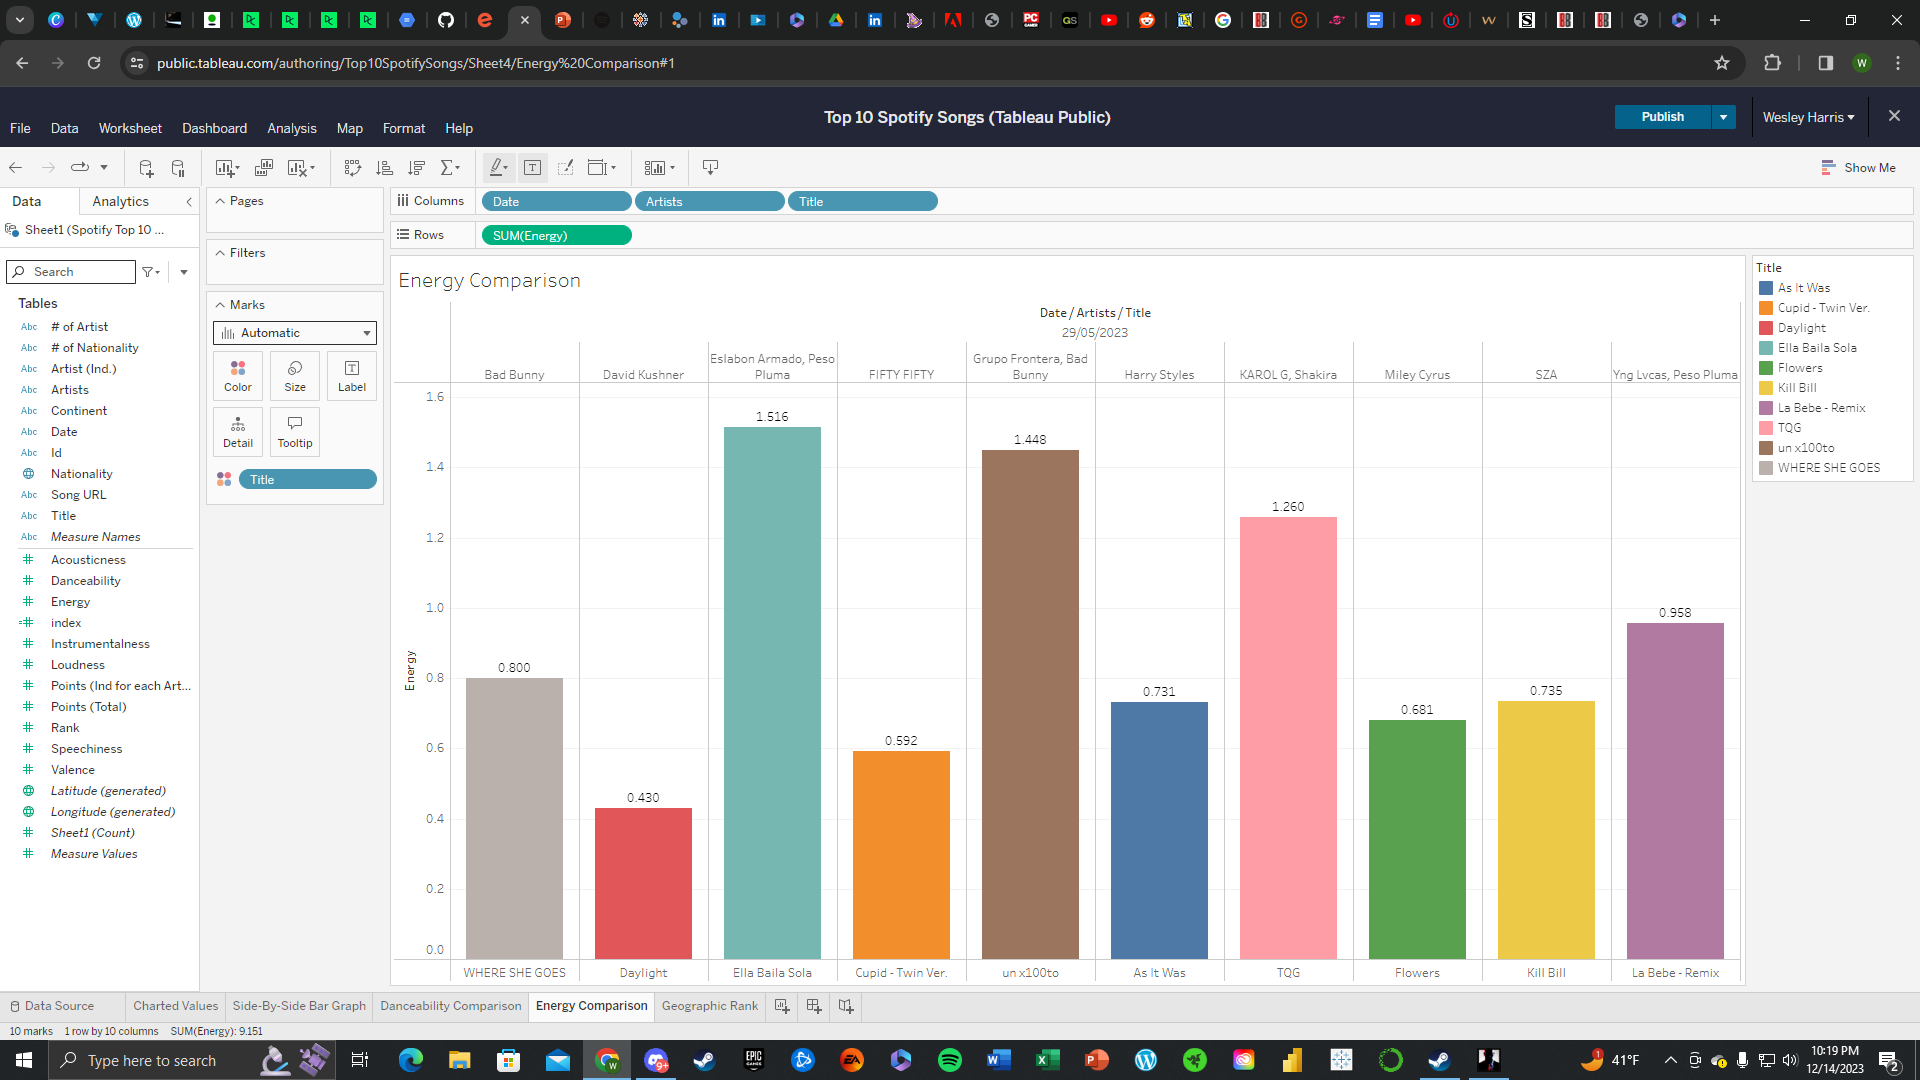 public.tableau.com/authoring/Top10SpotifySongs/Sheet4/Energy%20Comparison#1
W
Top 10 Spotify Songs (Tableau Public)
Publish
Wesley Harris
File Data Worksheet Dashboard Analysis Map Format Help
Show Me
Data Analytics
Pages
Columns Date Artists Title
Sheet1 (Spotify Top 10 ...
Rows SUM(Energy)
Filters
Search
Tables
Abc # of Artist
Abc # of Nationality
Abc Artist (Ind.)
Abc Artists
Abc Continent
Abc Date
Abc Id
Nationality
Abc Song URL
Abc Title
Abc Measure Names
Acousticness
Danceability
Energy
index
Instrumentalness
Loudness
Points (Ind for each Art...
Points (Total)
Rank
Speechiness
Valence
Latitude (generated)
Longitude (generated)
Sheet1 (Count)
Measure Values
Marks
Automatic
Color Size Label
Detail Tooltip
Title
Energy Comparison
Date / Artists / Title
29/05/2023
Bad Bunny
David Kushner
Eslabon Armado, Peso
Pluma
FIFTY FIFTY
Grupo Frontera, Bad
Bunny
Harry Styles
KAROL G, Shakira
Miley Cyrus
SZA
Yng Lvcas, Peso Pluma
1.6
1.4
1.2
1.0
0.8
0.6
0.4
0.2
0.0
Energy
0.800
0.430
1.516
0.592
1.448
0.731
1.260
0.681
0.735
0.958
WHERE SHE GOES
Daylight
Ella Baila Sola
Cupid - Twin Ver.
un x100to
As It Was
TQG
Flowers
Kill Bill
La Bebe - Remix
Title
As It Was
Cupid - Twin Ver.
Daylight
Ella Baila Sola
Flowers
Kill Bill
La Bebe - Remix
TQG
un x100to
WHERE SHE GOES
Data Source Charted Values Side-By-Side Bar Graph Danceability Comparison Energy Comparison Geographic Rank
10 marks 1 row by 10 columns SUM(Energy): 9.151
Type here to search
41°F
10:19 PM
12/14/2023
2